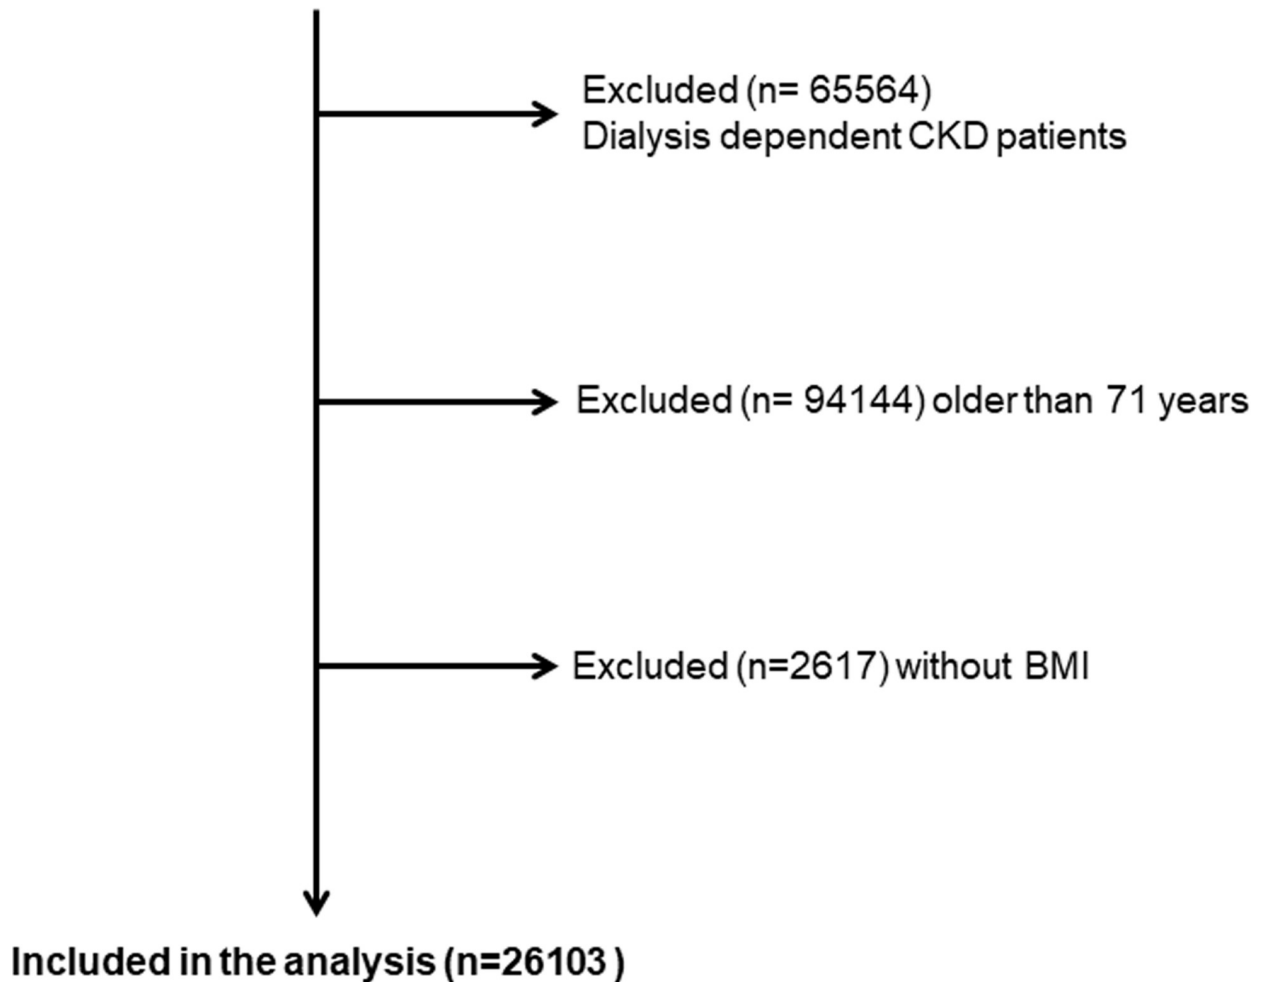 Excluded (n= 65564)
Dialysis dependent CKD patients
Excluded (n= 94144) older than 71 years
Excluded (n=2617) without BMI
Included in the analysis (n=26103 )